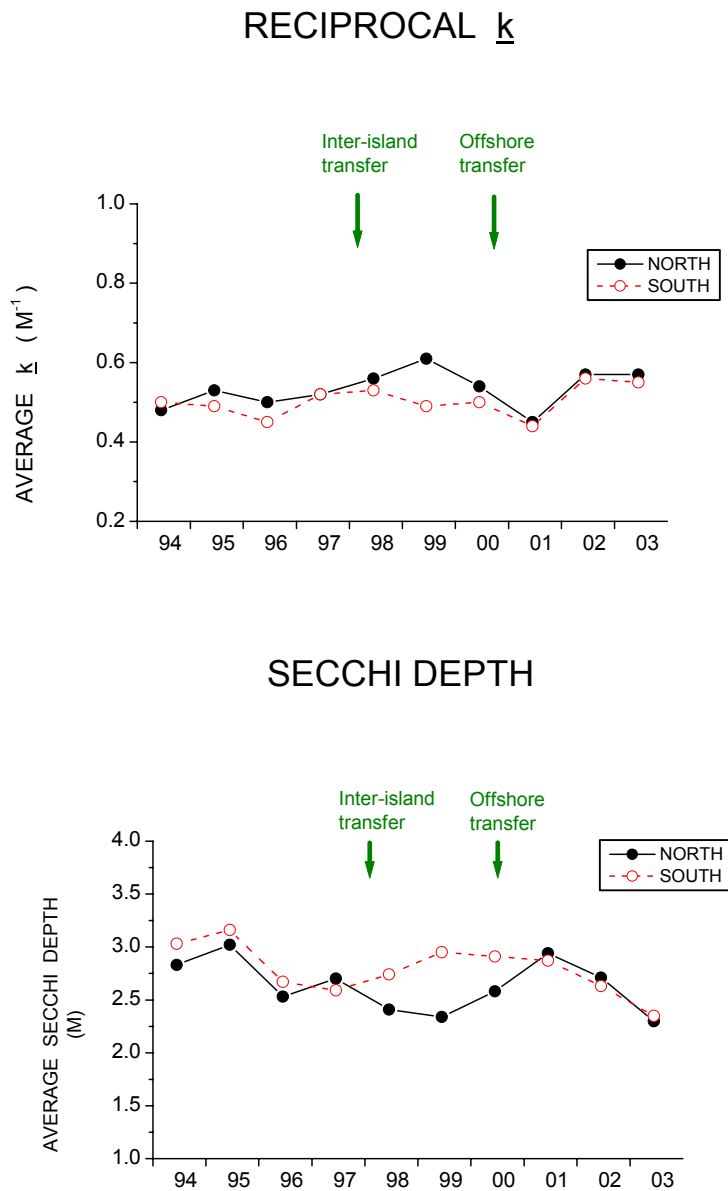 RECIPROCAL k
Inter-island
transfer
Offshore
transfer
1.0
0.8
0.6
0.4
0.2
AVERAGE k ( M⁻¹ )
NORTH
SOUTH
94 95 96 97 98 99 00 01 02 03
SECCHI DEPTH
Inter-island
transfer
Offshore
transfer
4.0
3.5
3.0
2.5
2.0
1.5
1.0
AVERAGE SECCHI DEPTH
(M)
NORTH
SOUTH
94 95 96 97 98 99 00 01 02 03